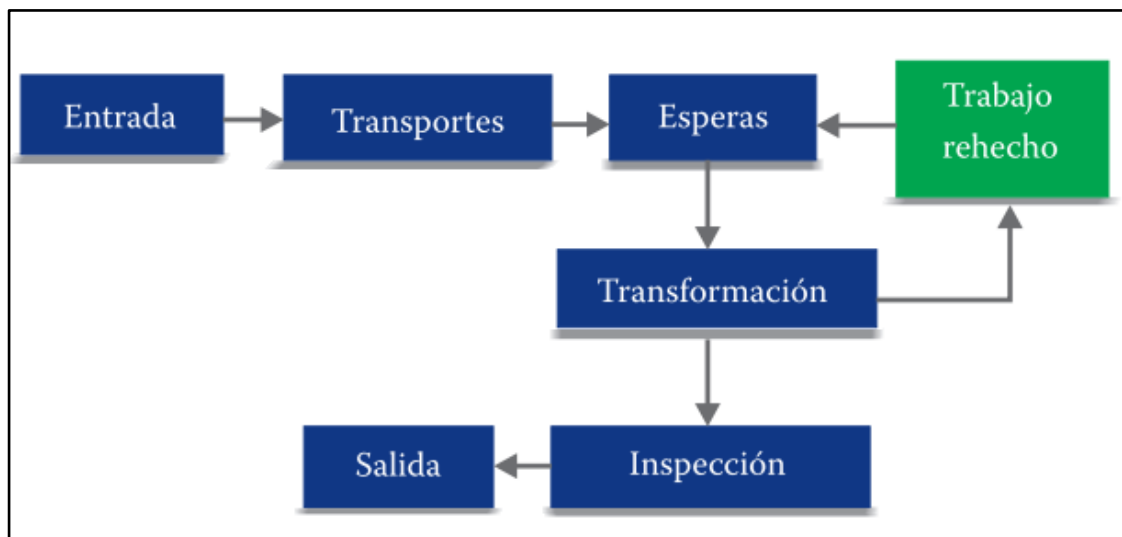 Entrada
Transportes
Esperas
Trabajo
rehecho
Transformación
Salida
Inspección